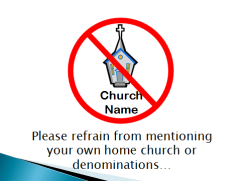 Church
Name
Please refrain from mentioning
your own home church or
denominations...